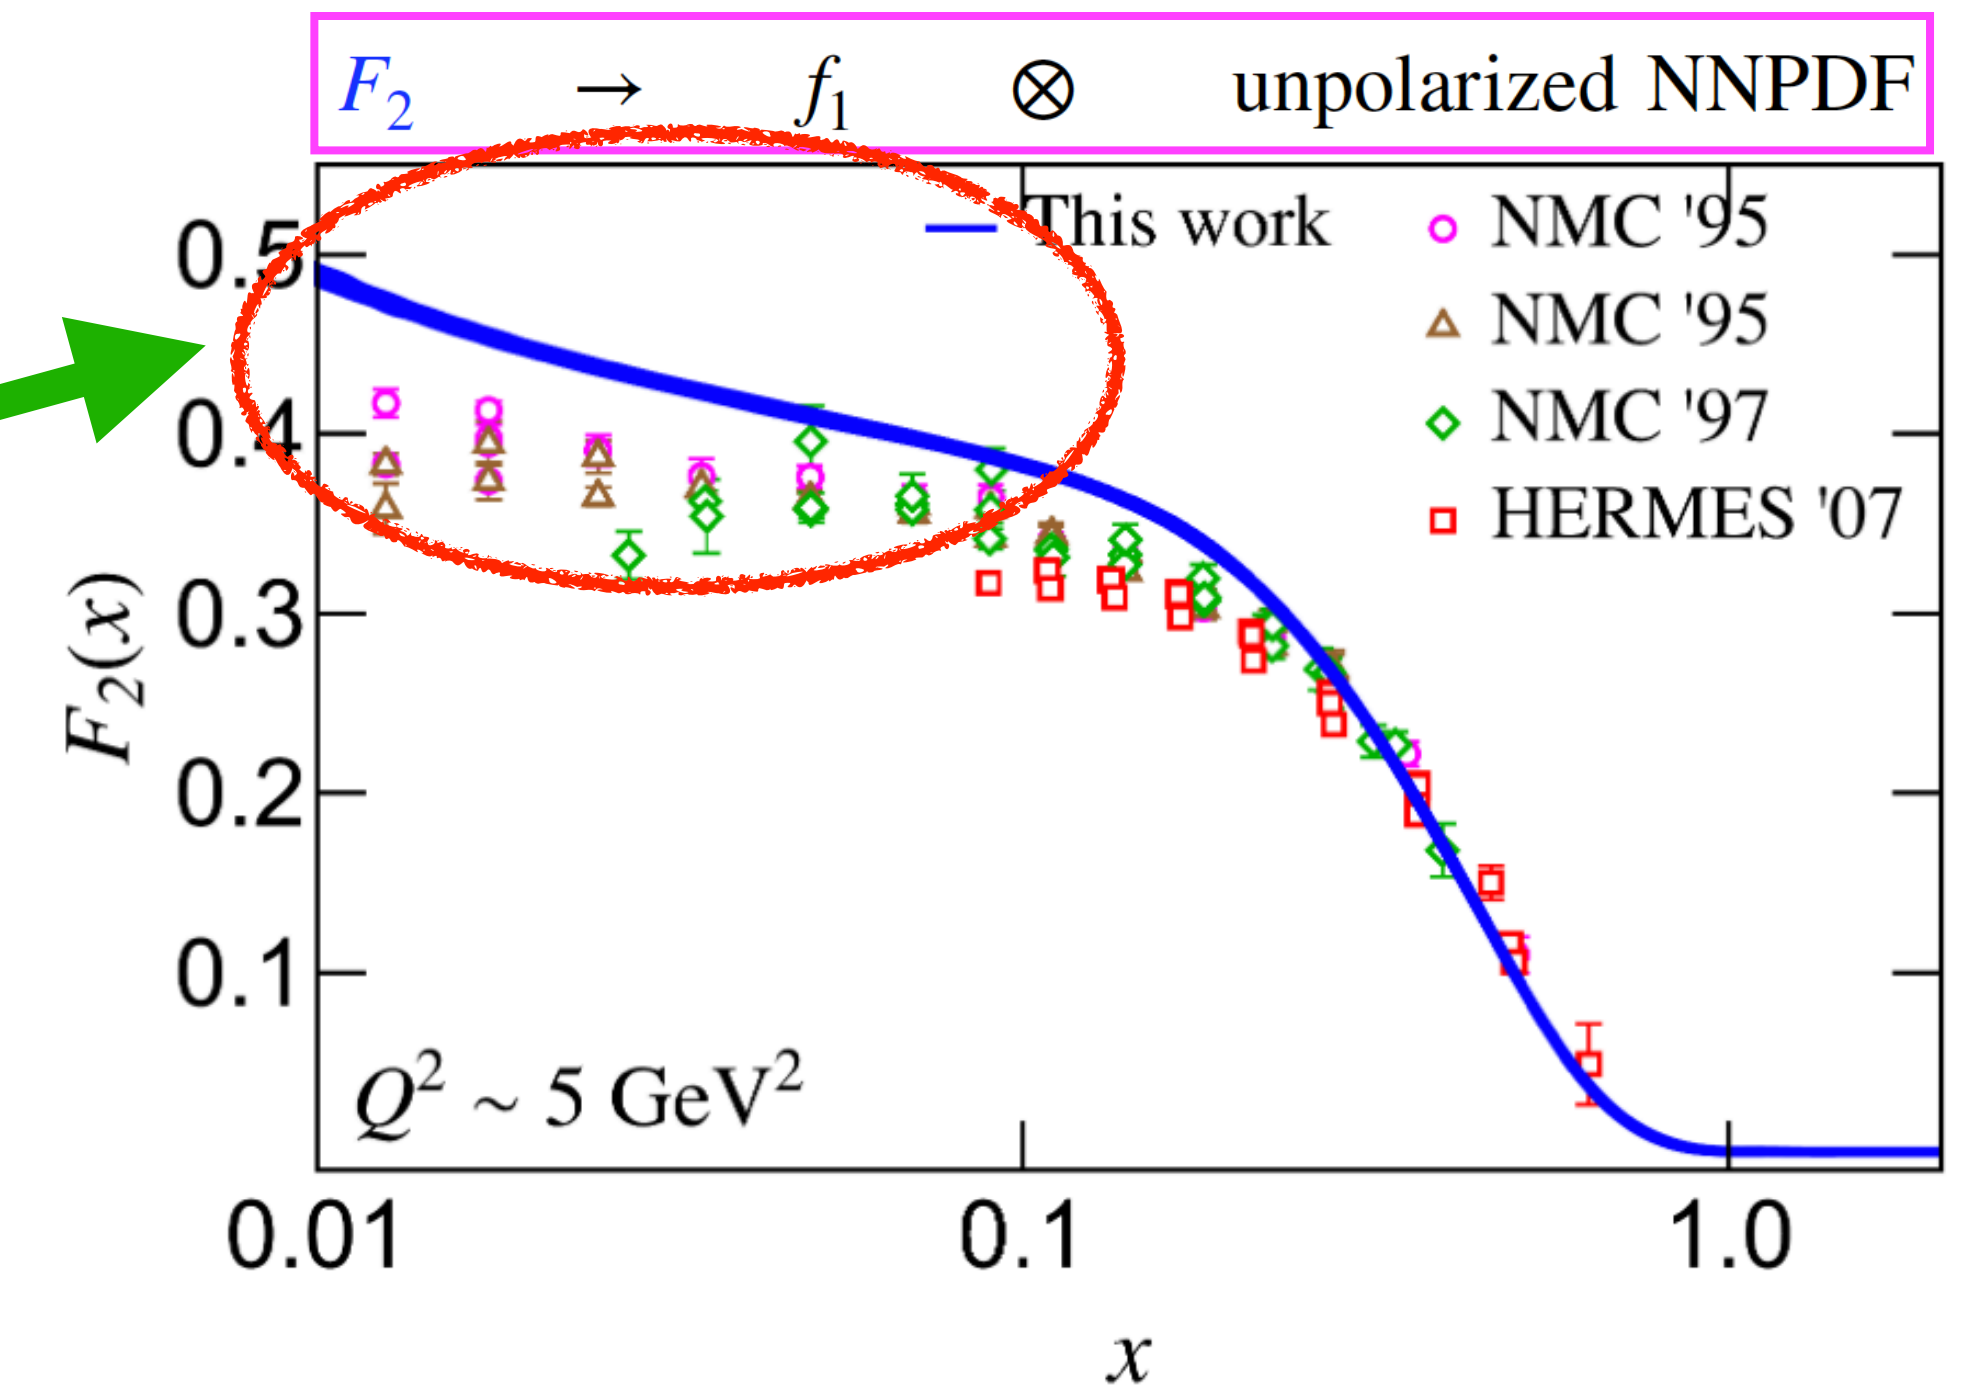 F₂ → f₁ ⊗ unpolarized NNPDF
This work
NMC '95
NMC '95
NMC '97
HERMES '07
0.5
0.4
0.3
0.2
0.1
F₂(x)
Q² ~ 5 GeV²
0.01 0.1 1.0
x